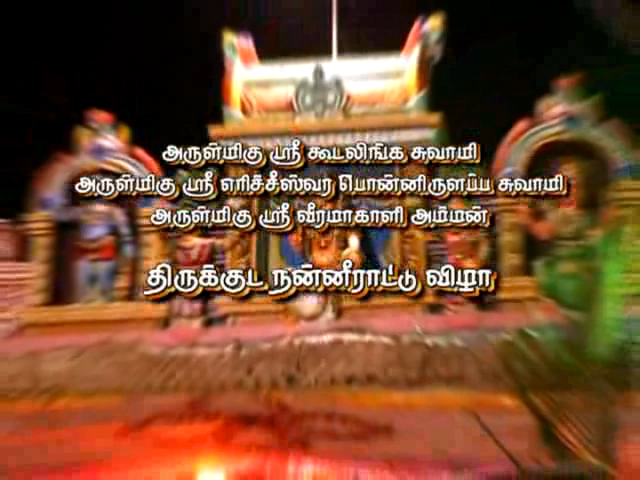 அருள்மிகு ஸ்ரீ கூடலிங்க சுவாமி
அருள்மிகு ஸ்ரீ எரிச்சீஸ்வர பொன்னிருளப்ப சுவாமி
அருள்மிகு ஸ்ரீ வீரமாகாளி அம்மன்
திருக்குட நன்னீராட்டு விழா